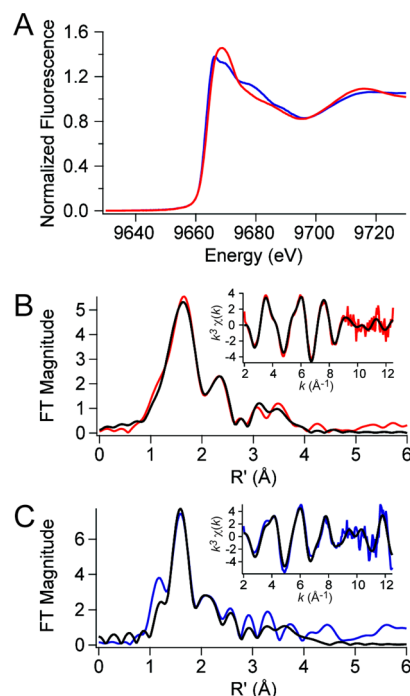 A
Normalized Fluorescence
1.6
1.2
0.8
0.4
0.0
9640 9660 9680 9700 9720
Energy (eV)
B
FT Magnitude
5
4
3
2
1
0
0 1 2 3 4 5 6
R' (Å)
k³ χ(k)
4
2
0
-2
-4
2 4 6 8 10 12
k (Å⁻¹)
C
FT Magnitude
6
4
2
0
0 1 2 3 4 5 6
R' (Å)
k³ χ(k)
4
2
0
-2
-4
2 4 6 8 10 12
k (Å⁻¹)